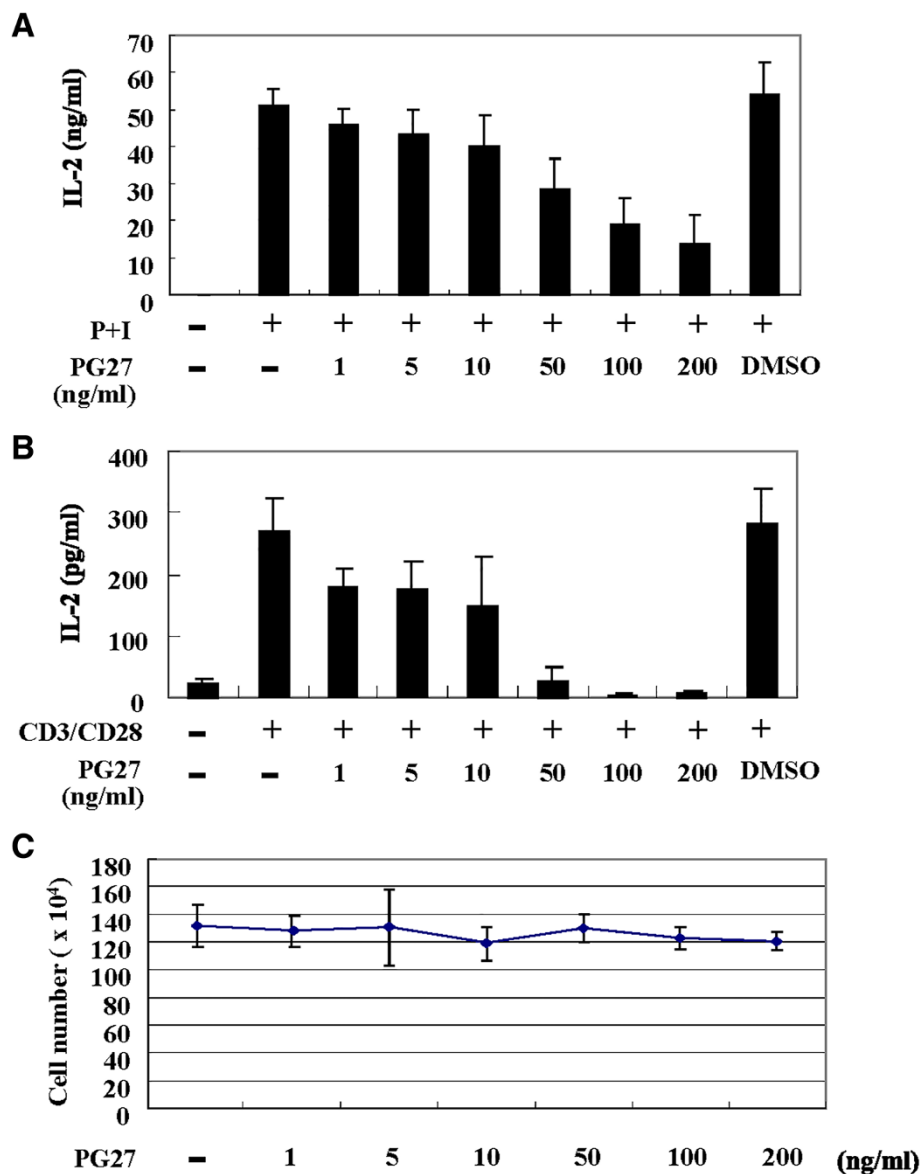 A
IL-2 (ng/ml)
70
60
50
40
30
20
10
0
P+I - + + + + + + + +
PG27 - 1 5 10 50 100 200 DMSO
(ng/ml)
B
IL-2 (pg/ml)
400
300
200
100
0
CD3/CD28 - + + + + + + + +
PG27 - 1 5 10 50 100 200 DMSO
(ng/ml)
C
Cell number ( x 10⁴)
180
160
140
120
100
80
60
40
20
0
PG27 - 1 5 10 50 100 200 (ng/ml)